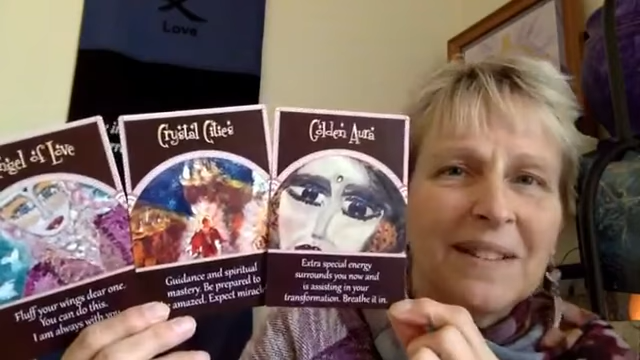 Love
Angel of Love
Fluff your wings dear one.
You can do this.
I am always with you.
Crystal Cities
Guidance and spiritual
mastery. Be prepared to
be amazed. Expect miracl
Golden Aura
Extra special energy
surrounds you now and
is assisting in your
transformation. Breathe it in.